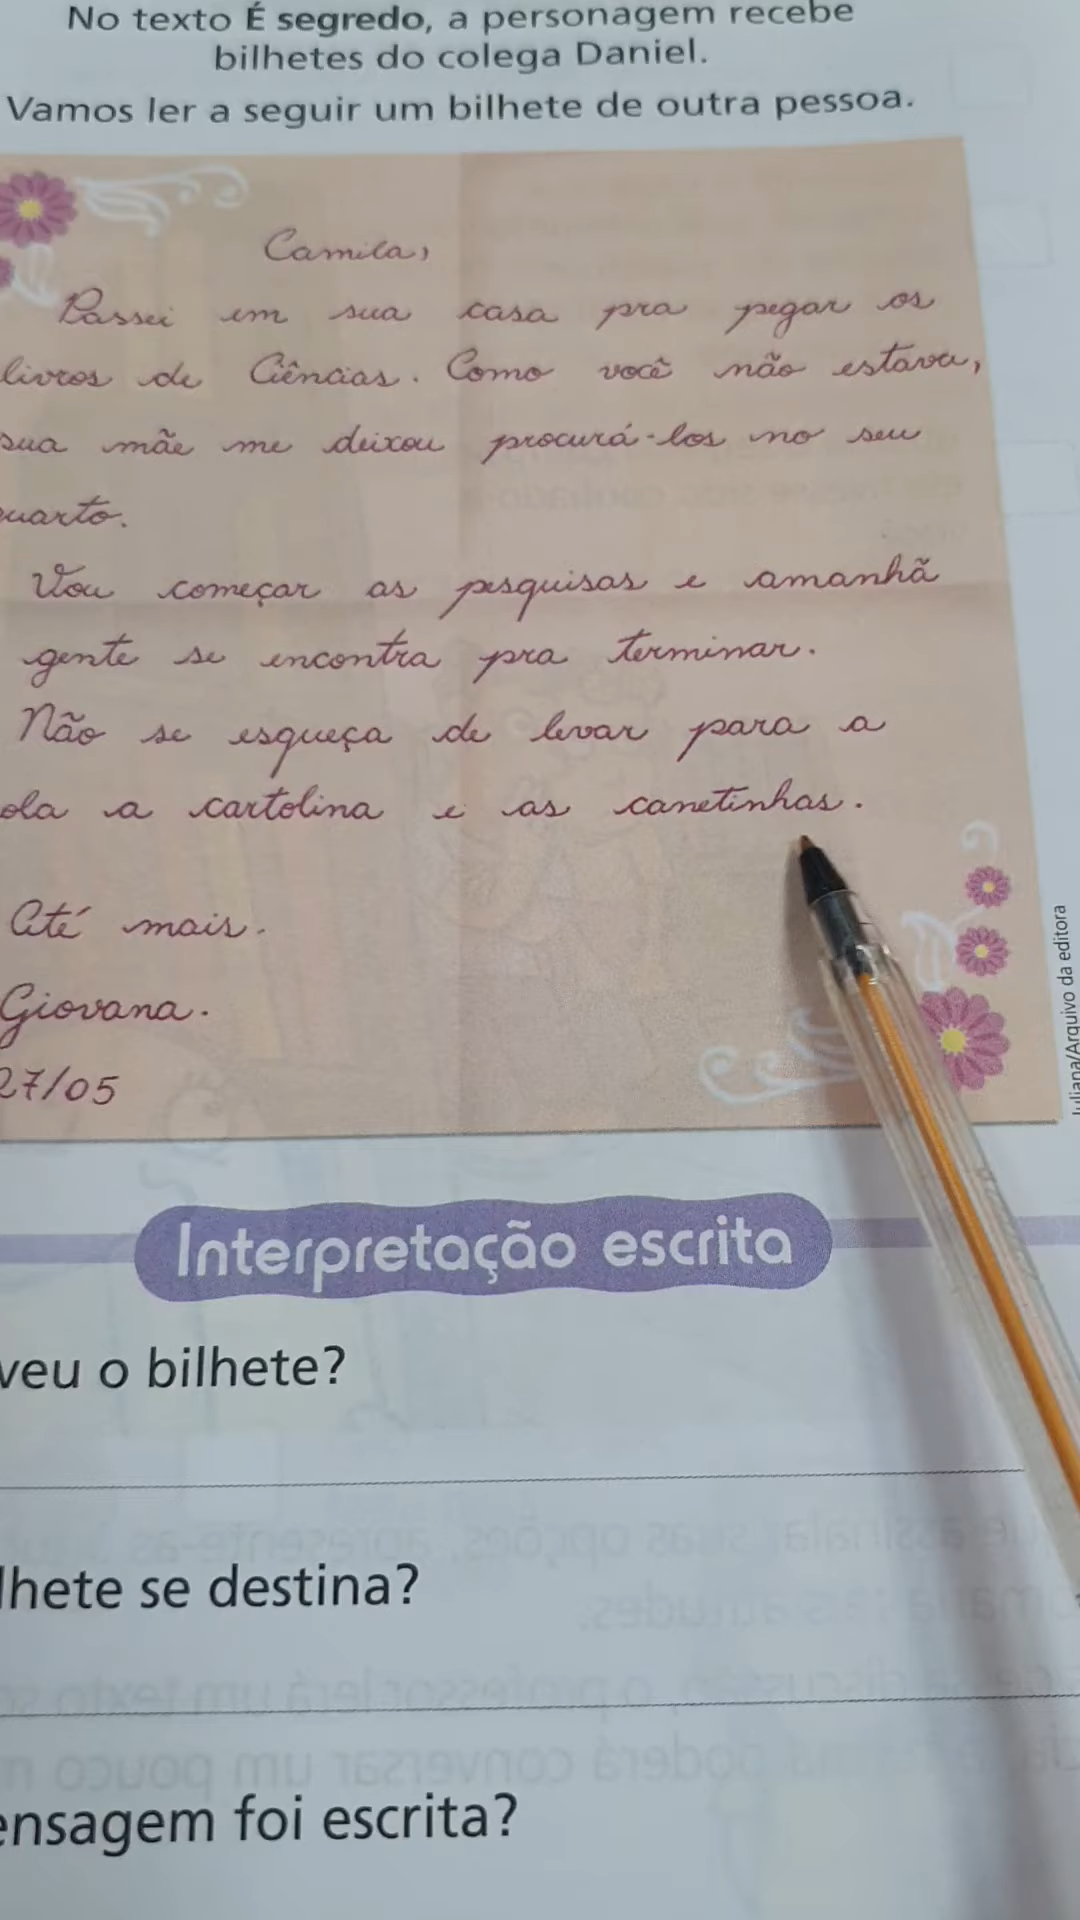 No texto É segredo, a personagem recebe
bilhetes do colega Daniel.
Vamos ler a seguir um bilhete de outra pessoa.
Camila,
Passei em sua casa pra pegar os
livros de Ciências. Como você não estava,
sua mãe me deixou procurá-los no seu
quarto.
Vou começar as pesquisas e amanhã
gente se encontra pra terminar.
Não se esqueça de levar para a
ola a cartolina e as canetinhas.
Até mais.
Giovana.
27/05
Juliana/Arquivo da editora
Interpretação escrita
veu o bilhete?
lhete se destina?
ensagem foi escrita?